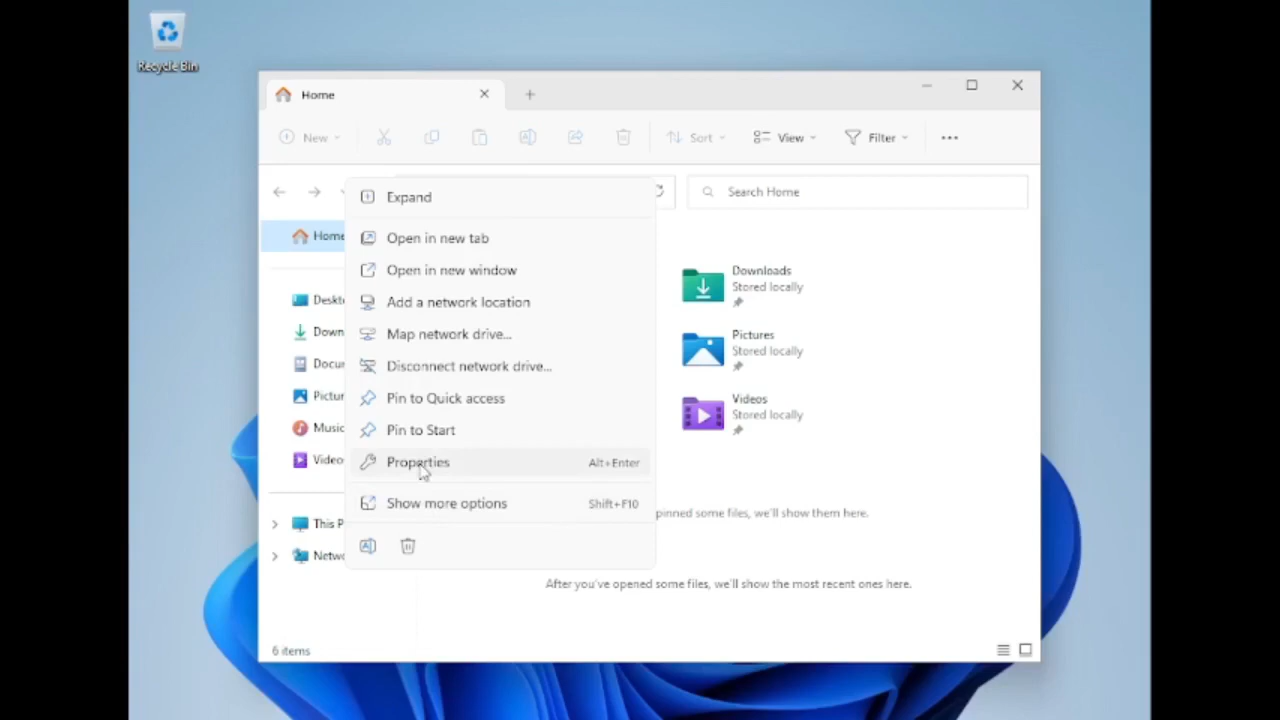 Recycle Bin
Home
New
Sort
View
Filter
Search Home
Home
Deskt
Down
Docu
Pictu
Music
Video
This P
Netwo
Expand
Open in new tab
Open in new window
Add a network location
Map network drive...
Disconnect network drive...
Pin to Quick access
Pin to Start
Properties Alt+Enter
Show more options Shift+F10
Downloads
Stored locally
Pictures
Stored locally
Videos
Stored locally
pinned some files, we'll show them here.
After you've opened some files, we'll show the most recent ones here.
6 items